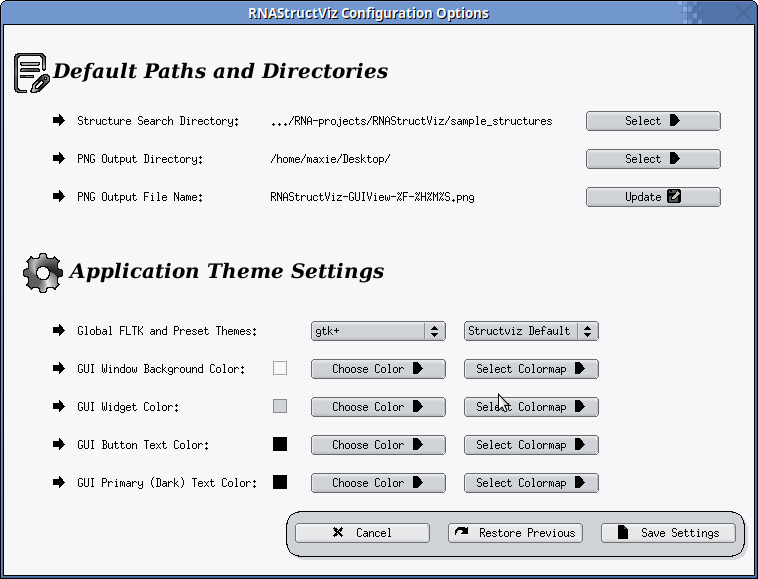 RNAStructViz Configuration Options
Default Paths and Directories
Structure Search Directory: .../RNA-projects/RNAStructViz/sample_structures Select
PNG Output Directory: /home/maxie/Desktop/ Select
PNG Output File Name: RNAStructViz-GUIView-%F-%H%M%S.png Update
Application Theme Settings
Global FLTK and Preset Themes: gtk+ Structviz Default
GUI Window Background Color: Choose Color Select Colormap
GUI Widget Color: Choose Color Select Colormap
GUI Button Text Color: Choose Color Select Colormap
GUI Primary (Dark) Text Color: Choose Color Select Colormap
Cancel Restore Previous Save Settings